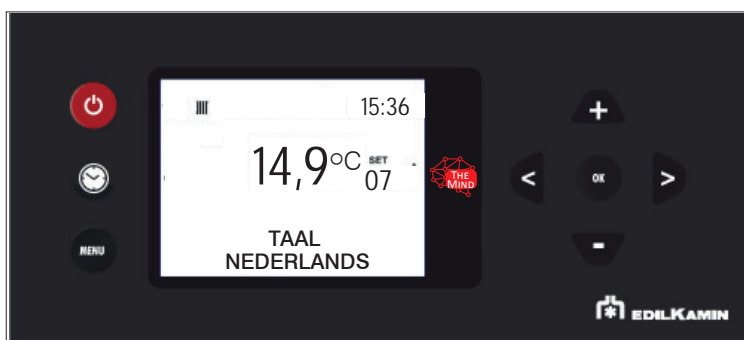 15:36
14,9°C SET
07
THE
MIND
< OK >
+
-
MENU
TAAL
NEDERLANDS
EDILKAMIN